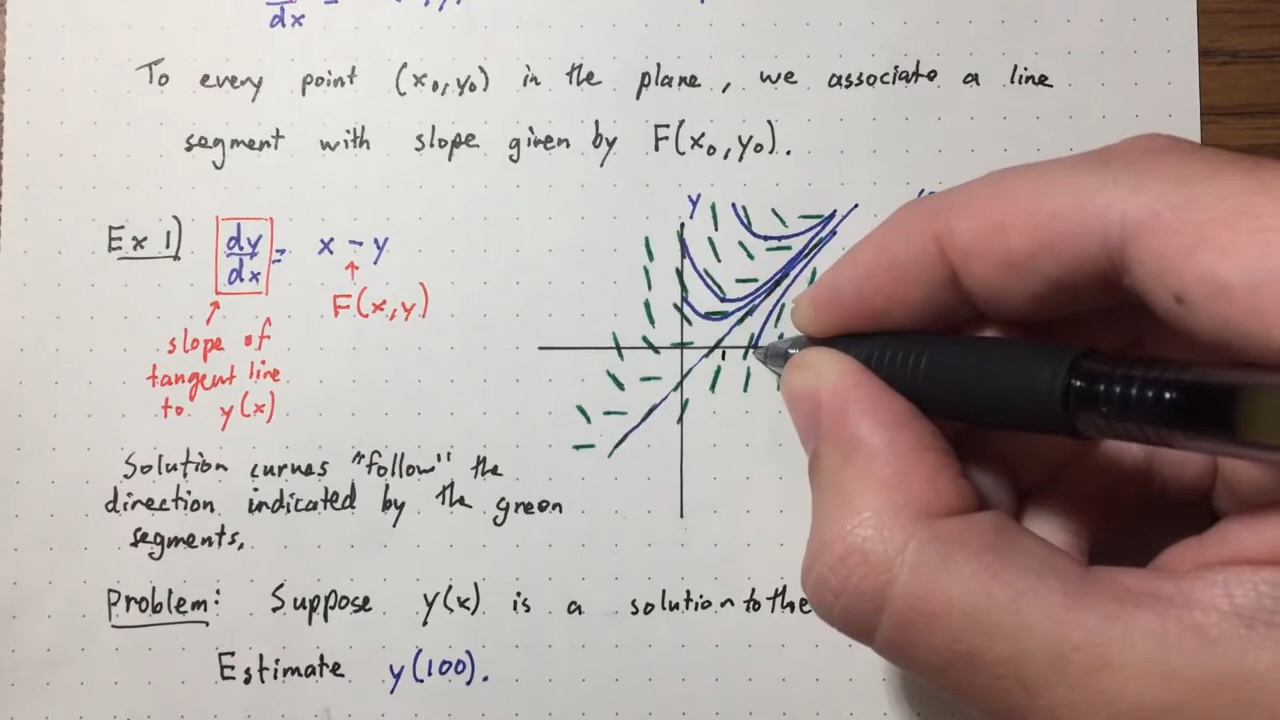 dx
To every point (x₀,y₀) in the plane, we associate a line
segment with slope given by F(x₀,y₀).
Ex 1) dy/dx = x - y
F(x,y)
slope of
tangent line
to y(x)
y
Solution curves "follow" the
direction indicated by the green
segments.
Problem: Suppose y(x) is a solution to the
Estimate y(100).